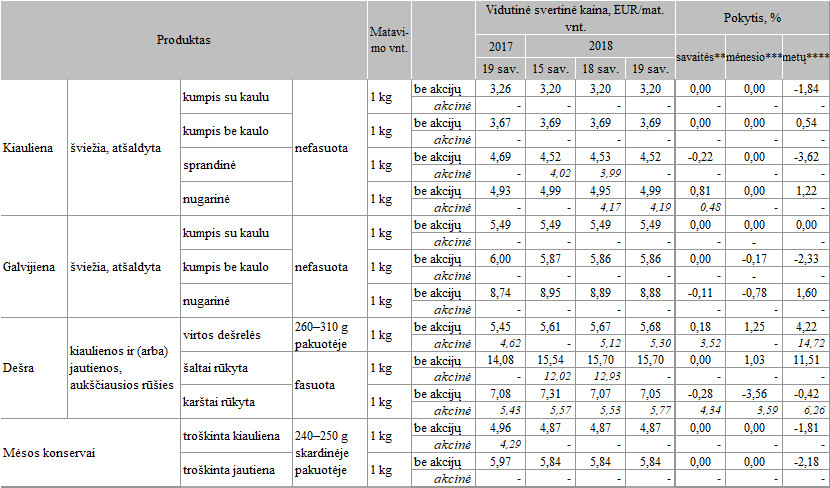 Produktas Matavimo vnt. Vidutinė svertinė kaina, EUR/mat. vnt. Pokytis, %
2017 2018 savaitės** mėnesio*** metų****
19 sav. 15 sav. 18 sav. 19 sav.
Kiauliena šviežia, atšaldyta kumpis su kaulu nefasuota 1 kg be akcijų 3,26 3,20 3,20 3,20 0,00 0,00 -1,84
akcinė - - - - - - -
kumpis be kaulo 1 kg be akcijų 3,67 3,69 3,69 3,69 0,00 0,00 0,54
akcinė - - - - - - -
sprandinė 1 kg be akcijų 4,69 4,52 4,53 4,52 -0,22 0,00 -3,62
akcinė - 4,02 3,99 - - - -
nugarinė 1 kg be akcijų 4,93 4,99 4,95 4,99 0,81 0,00 1,22
akcinė - - 4,17 4,19 0,48 - -
Galvijiena šviežia, atšaldyta kumpis su kaulu nefasuota 1 kg be akcijų 5,49 5,49 5,49 5,49 0,00 0,00 0,00
akcinė - - - - - - -
kumpis be kaulo 1 kg be akcijų 6,00 5,87 5,86 5,86 0,00 -0,17 -2,33
akcinė - - - - - - -
nugarinė 1 kg be akcijų 8,74 8,95 8,89 8,88 -0,11 -0,78 1,60
akcinė - - - - - - -
Dešra kiaulienos ir (arba) jautienos, aukščiausios rūšies virtos dešrelės 260–310 g pakuotėje 1 kg be akcijų 5,45 5,61 5,67 5,68 0,18 1,25 4,22
akcinė 4,62 - 5,12 5,30 3,52 - 14,72
šaltai rūkyta fasuota 1 kg be akcijų 14,08 15,54 15,70 15,70 0,00 1,03 11,51
akcinė - 12,02 12,93 - - - -
karštai rūkyta 1 kg be akcijų 7,08 7,31 7,07 7,05 -0,28 -3,56 -0,42
akcinė 5,43 5,57 5,53 5,77 4,34 3,59 6,26
Mėsos konservai troškinta kiauliena 240–250 g skardinėje pakuotėje 1 kg be akcijų 4,96 4,87 4,87 4,87 0,00 0,00 -1,81
akcinė 4,29 - - - - - -
troškinta jautiena 1 kg be akcijų 5,97 5,84 5,84 5,84 0,00 0,00 -2,18
akcinė - - - - - - -